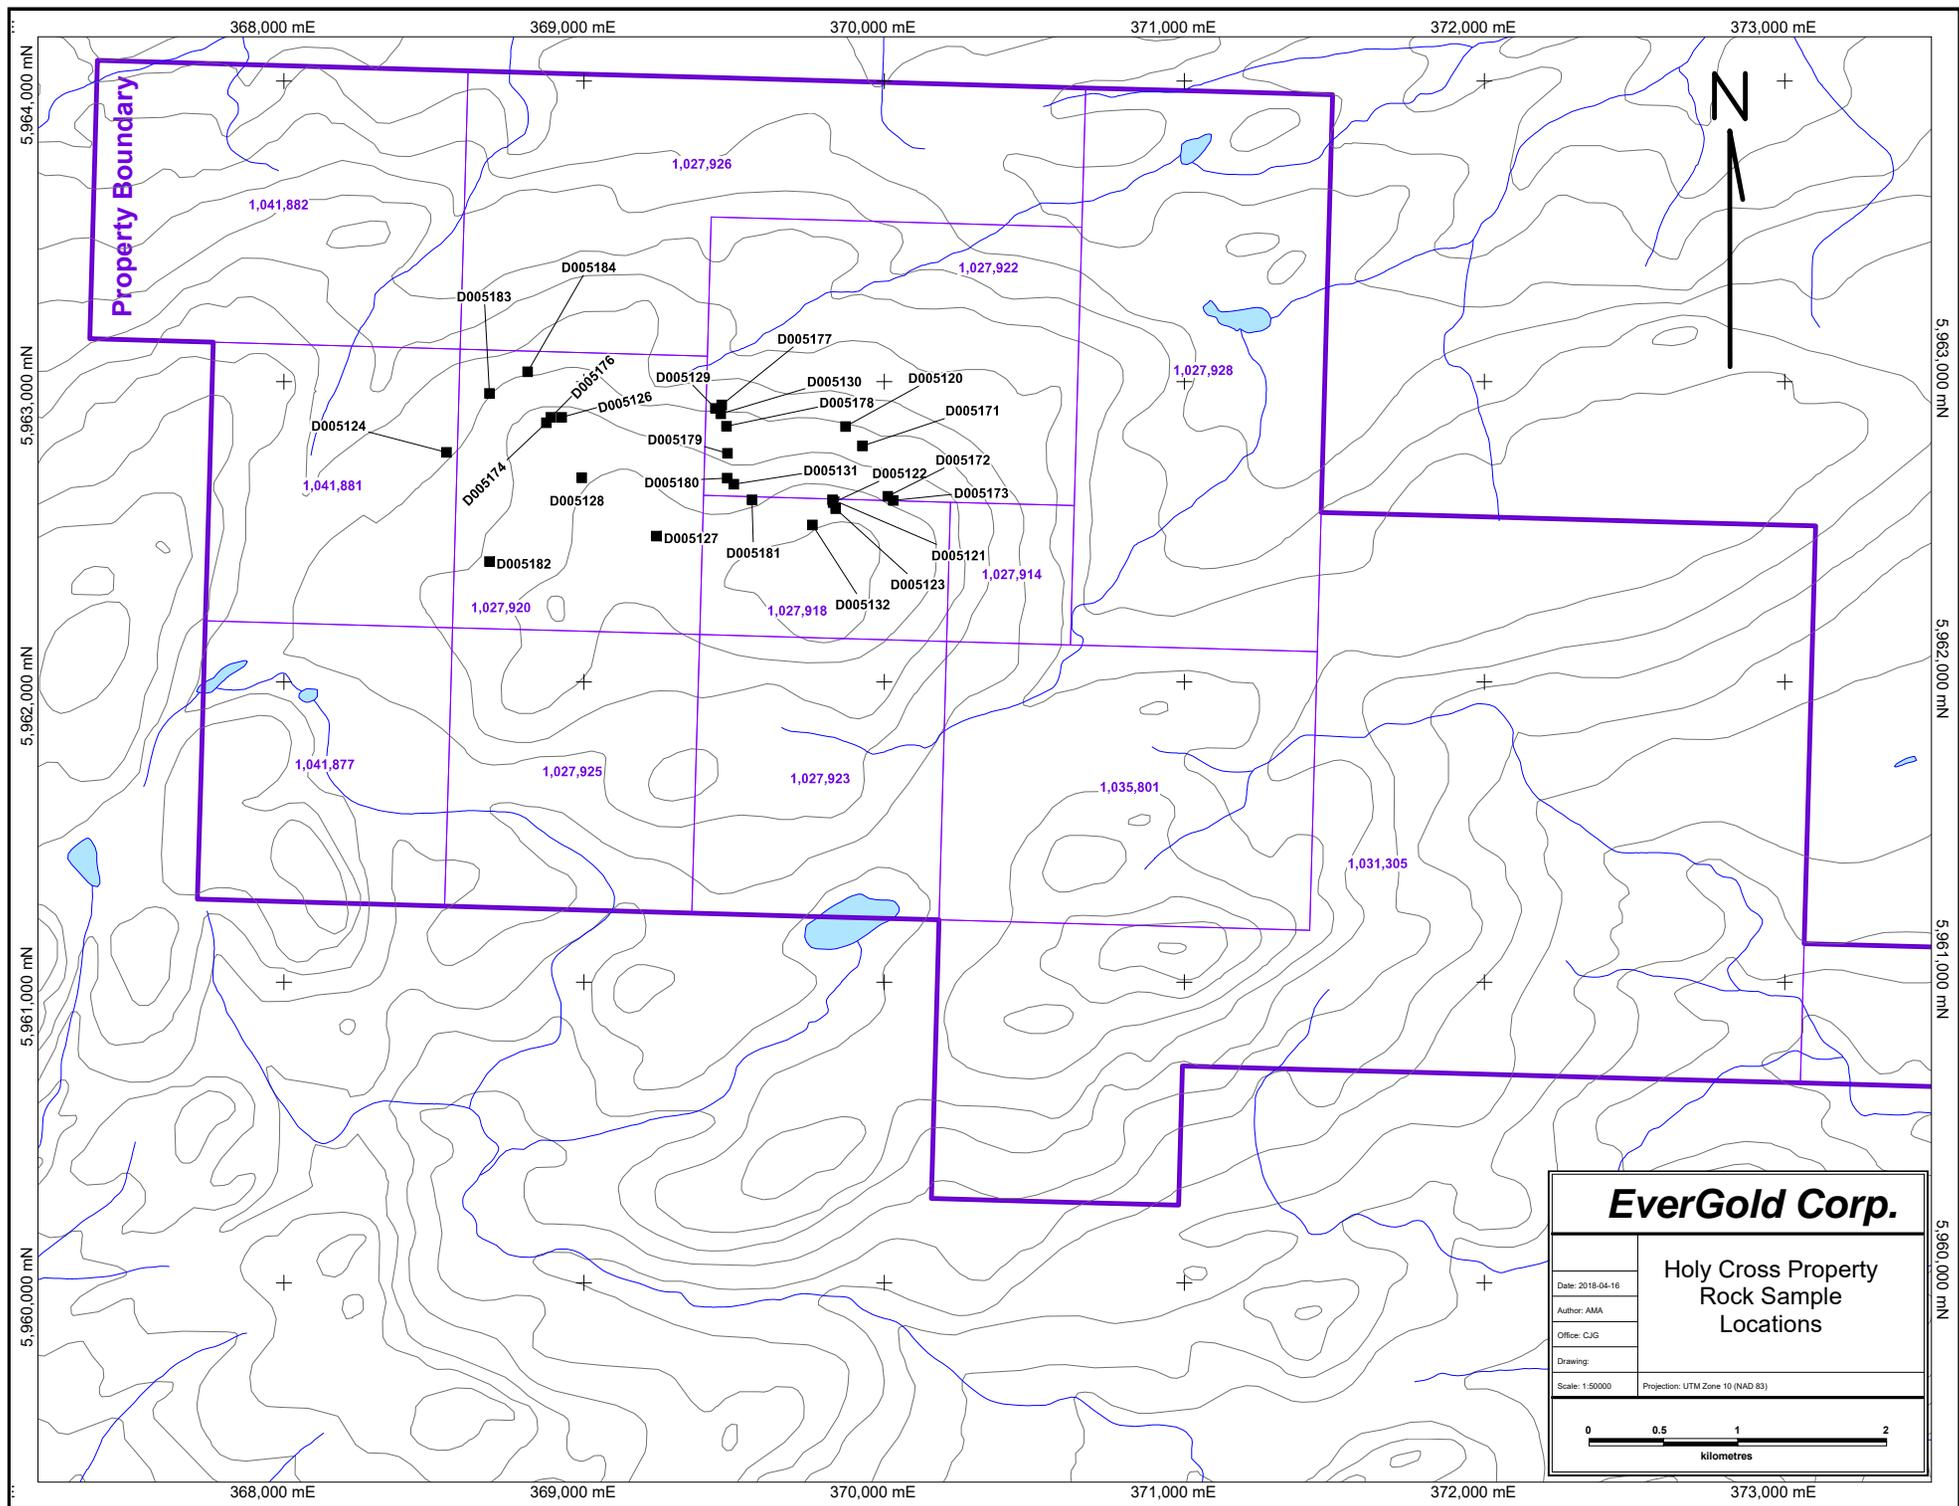 368,000 mE
369,000 mE
370,000 mE
371,000 mE
372,000 mE
373,000 mE
5,964,000 mN
5,963,000 mN
5,962,000 mN
5,961,000 mN
5,960,000 mN
5,963,000 mN
5,962,000 mN
5,961,000 mN
5,960,000 mN
N
Property Boundary
1,027,926
1,041,882
1,027,922
1,027,928
D005184
D005183
D005177
D005176
D005129
D005130
D005120
D005126
D005178
D005171
D005124
D005179
D005174
D005180
D005131
D005122
D005172
D005173
1,041,881
D005128
D005127
D005181
D005121
D005182
1,027,914
D005123
D005132
1,027,920
1,027,918
1,041,877
1,027,925
1,027,923
1,035,801
1,031,305
EverGold Corp.
Holy Cross Property
Rock Sample
Locations
Date: 2018-04-16
Author: AMA
Office: CJG
Drawing:
Scale: 1:50000
Projection: UTM Zone 10 (NAD 83)
0 0.5 1 2
kilometres
368,000 mE
369,000 mE
370,000 mE
371,000 mE
372,000 mE
373,000 mE